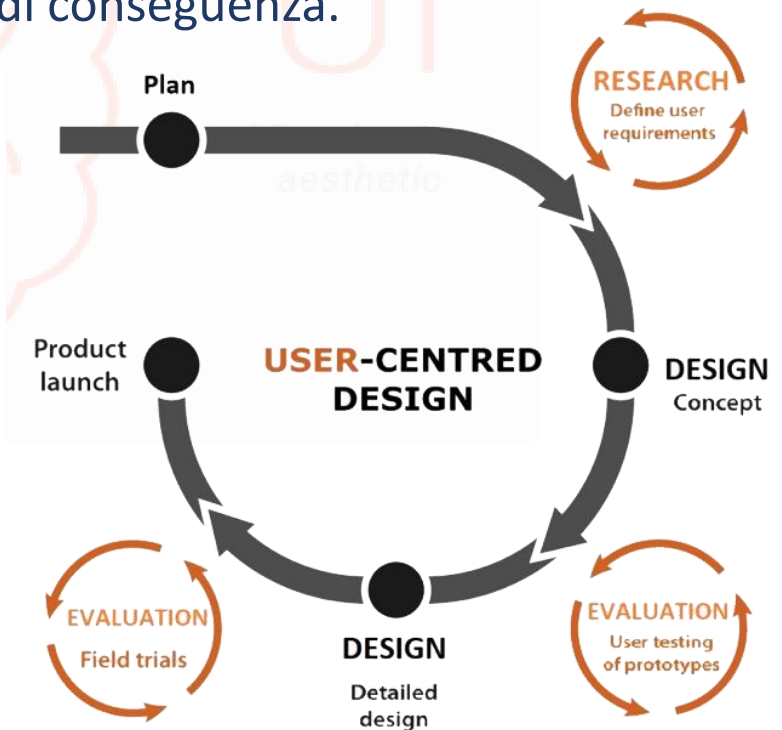 di conseguenza.
UI
Plan
RESEARCH
Define user
requirements
aesthetic
Product
launch
USER-CENTRED
DESIGN
DESIGN
Concept
EVALUATION
Field trials
DESIGN
Detailed
design
EVALUATION
User testing
of prototypes